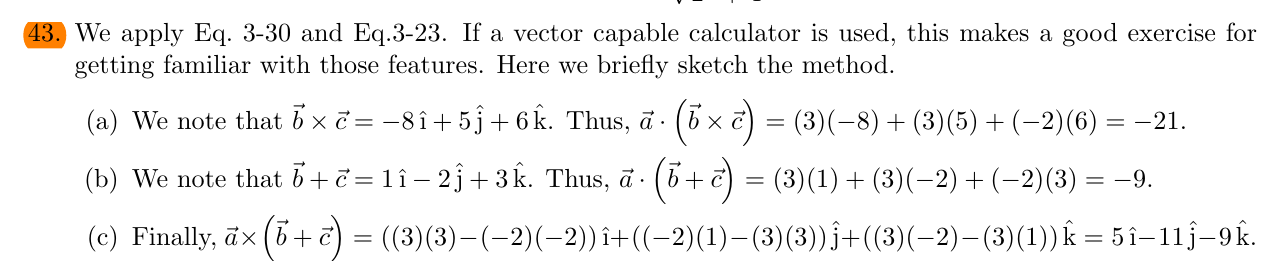 43. We apply Eq. 3-30 and Eq.3-23. If a vector capable calculator is used, this makes a good exercise for
getting familiar with those features. Here we briefly sketch the method.
(a) We note that b⃗ × c⃗ = −8 î + 5 ĵ + 6 k̂. Thus, a⃗ · (b⃗ × c⃗) = (3)(−8) + (3)(5) + (−2)(6) = −21.
(b) We note that b⃗ + c⃗ = 1 î − 2 ĵ + 3 k̂. Thus, a⃗ · (b⃗ + c⃗) = (3)(1) + (3)(−2) + (−2)(3) = −9.
(c) Finally, a⃗×(b⃗ + c⃗) = ((3)(3)−(−2)(−2)) î+((−2)(1)−(3)(3)) ĵ+((3)(−2)−(3)(1)) k̂ = 5 î−11 ĵ−9 k̂.